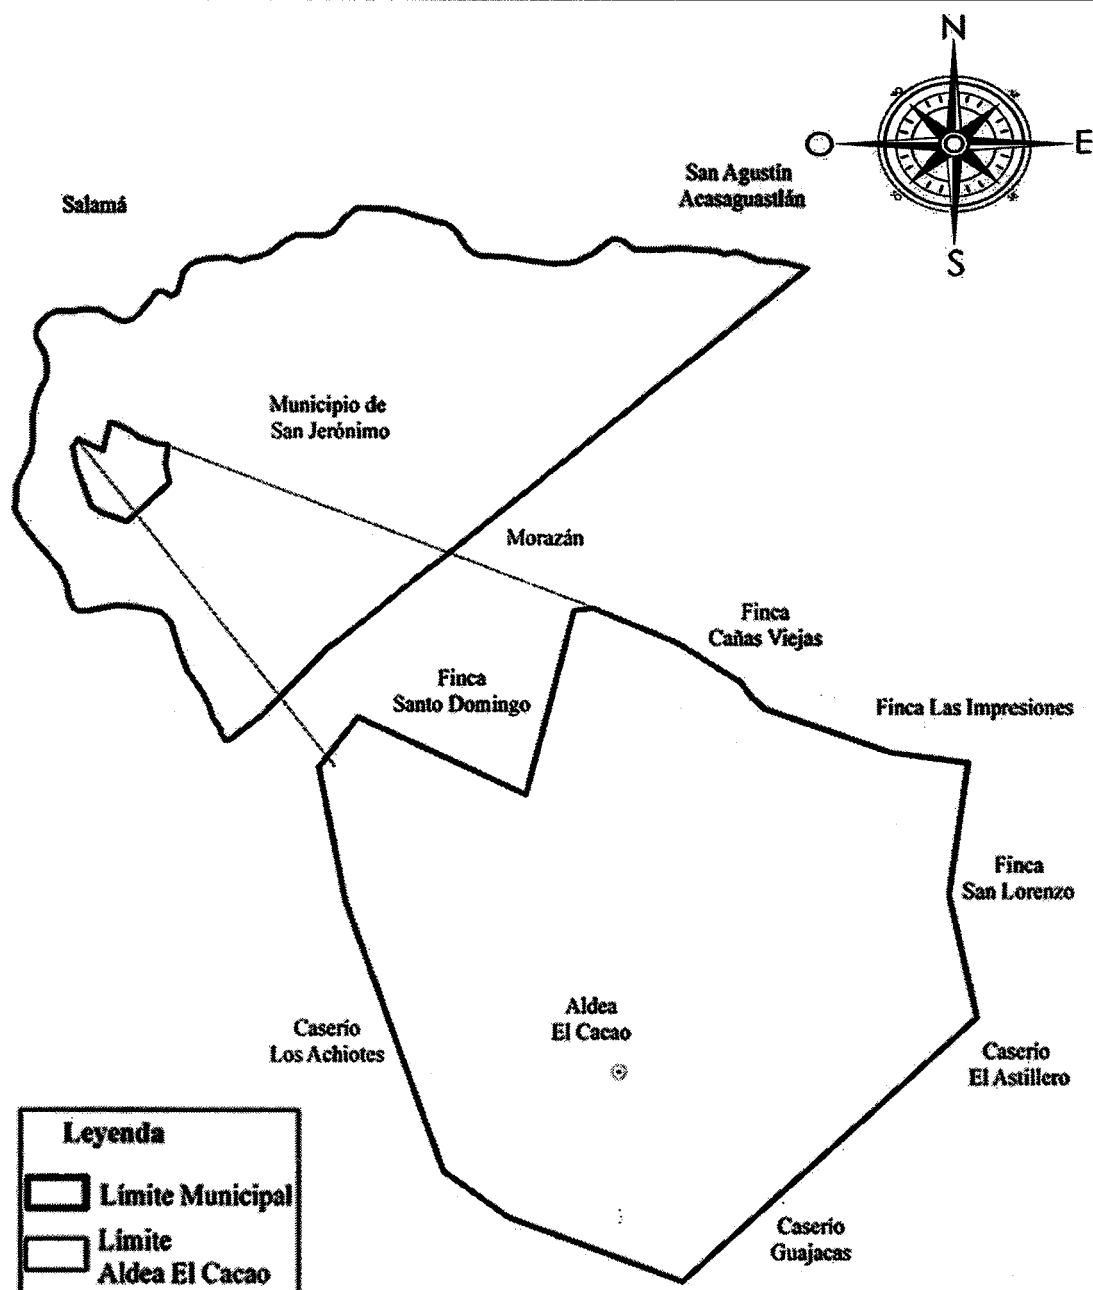 N
O
E
S
San Agustín
Acasaguastlán
Salamá
Municipio de
San Jerónimo
Morazán
Finca
Cañas Viejas
Finca
Santo Domingo
Finca Las Impresiones
Finca
San Lorenzo
Aldea
El Cacao
Caserío
Los Achiotes
Caserío
El Astillero
Caserío
Guajacas
Leyenda
Límite Municipal
Límite
Aldea El Cacao